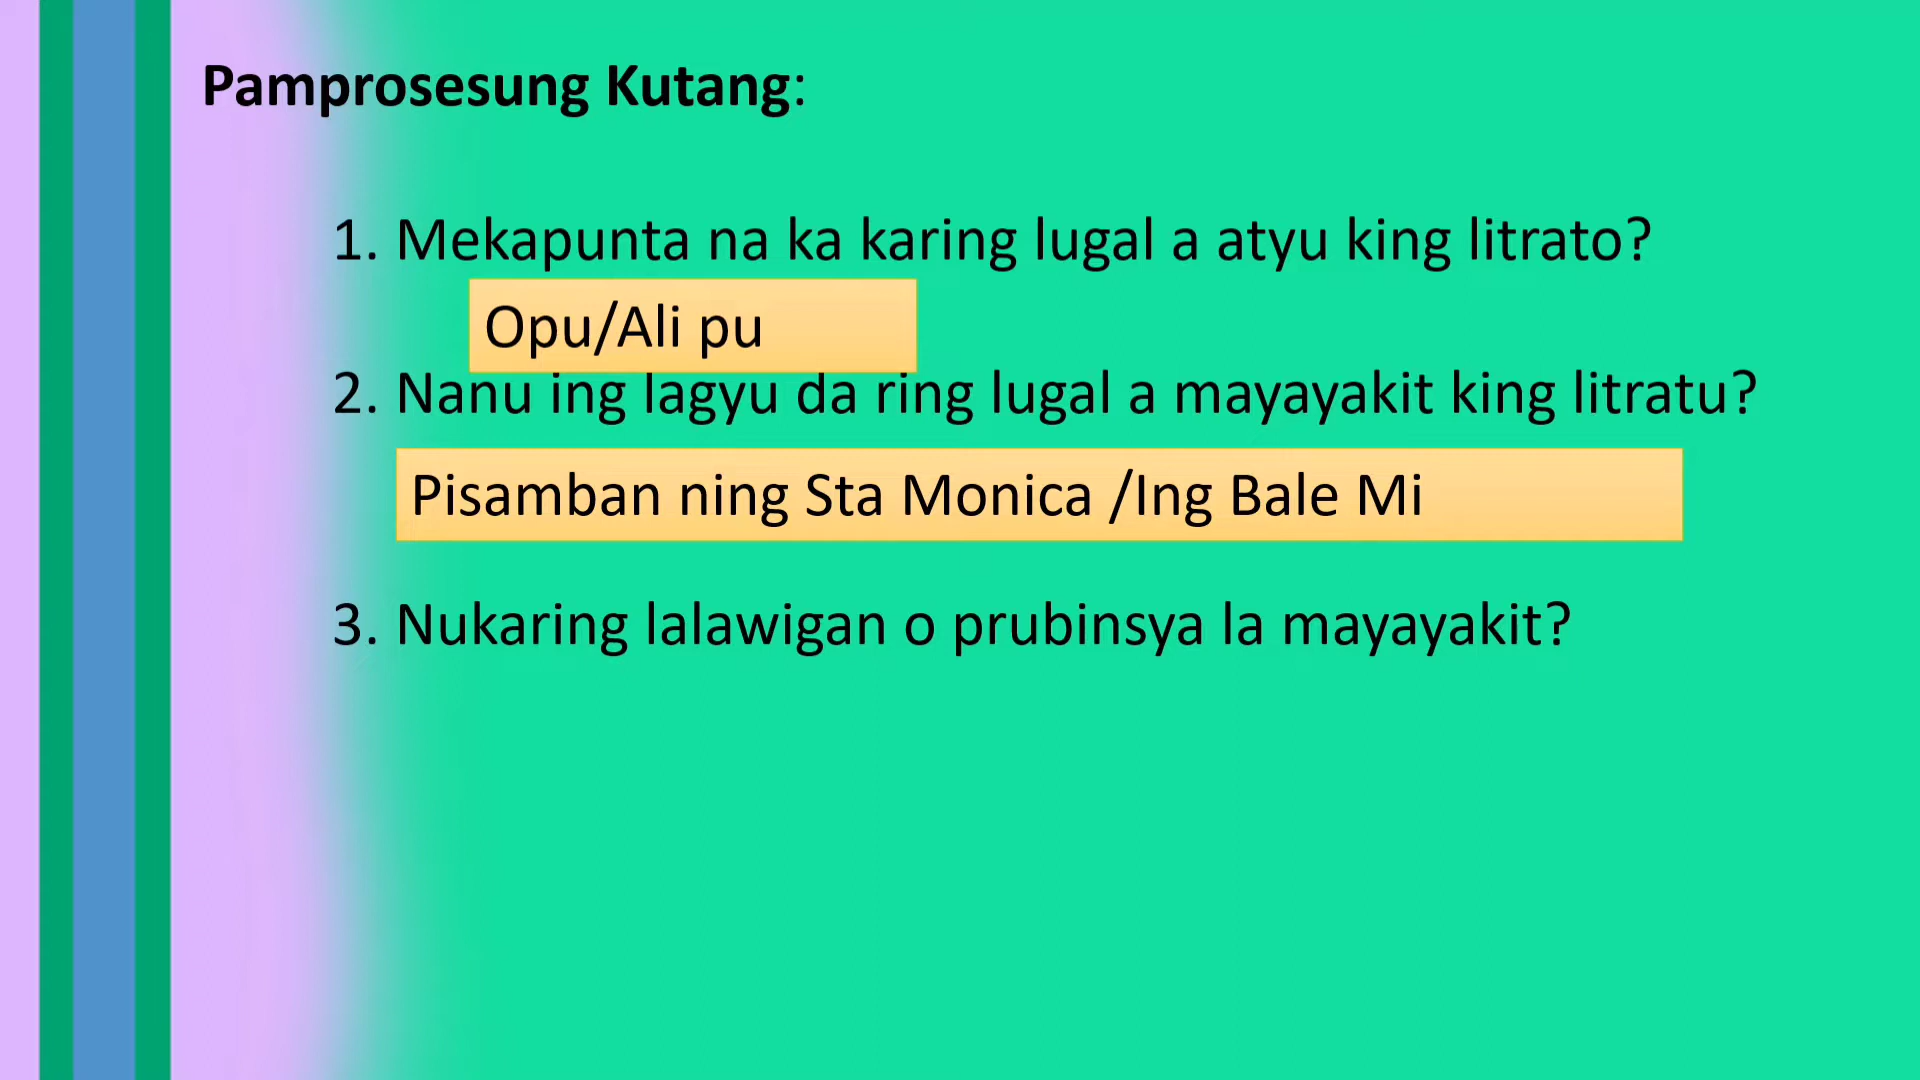 Pamprosesung Kutang:
1. Mekapunta na ka karing lugal a atyu king litrato?
Opu/Ali pu
2. Nanu ing lagyu da ring lugal a mayayakit king litratu?
Pisamban ning Sta Monica /Ing Bale Mi
3. Nukaring lalawigan o prubinsya la mayayakit?